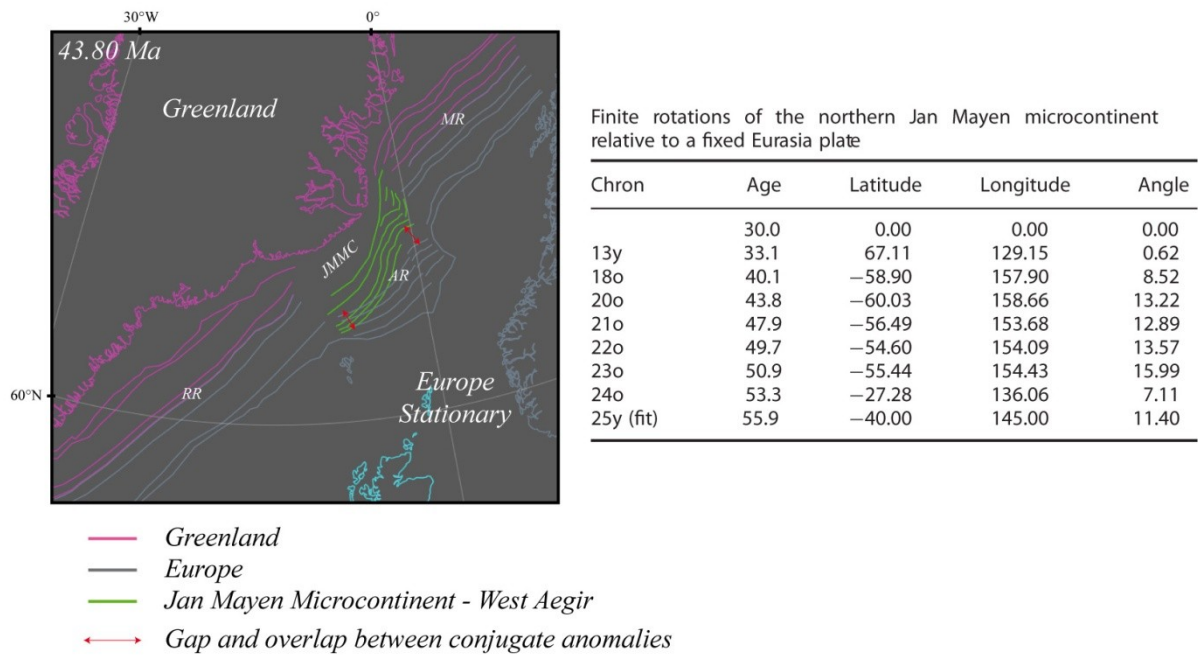 30°W
0°
43.80 Ma
Greenland
MR
JMMC
AR
RR
60°N
Europe
Stationary
Greenland
Europe
Jan Mayen Microcontinent - West Aegir
Gap and overlap between conjugate anomalies
Finite rotations of the northern Jan Mayen microcontinent
relative to a fixed Eurasia plate
Chron Age Latitude Longitude Angle
30.0 0.00 0.00 0.00
13y 33.1 67.11 129.15 0.62
18o 40.1 −58.90 157.90 8.52
20o 43.8 −60.03 158.66 13.22
21o 47.9 −56.49 153.68 12.89
22o 49.7 −54.60 154.09 13.57
23o 50.9 −55.44 154.43 15.99
24o 53.3 −27.28 136.06 7.11
25y (fit) 55.9 −40.00 145.00 11.40